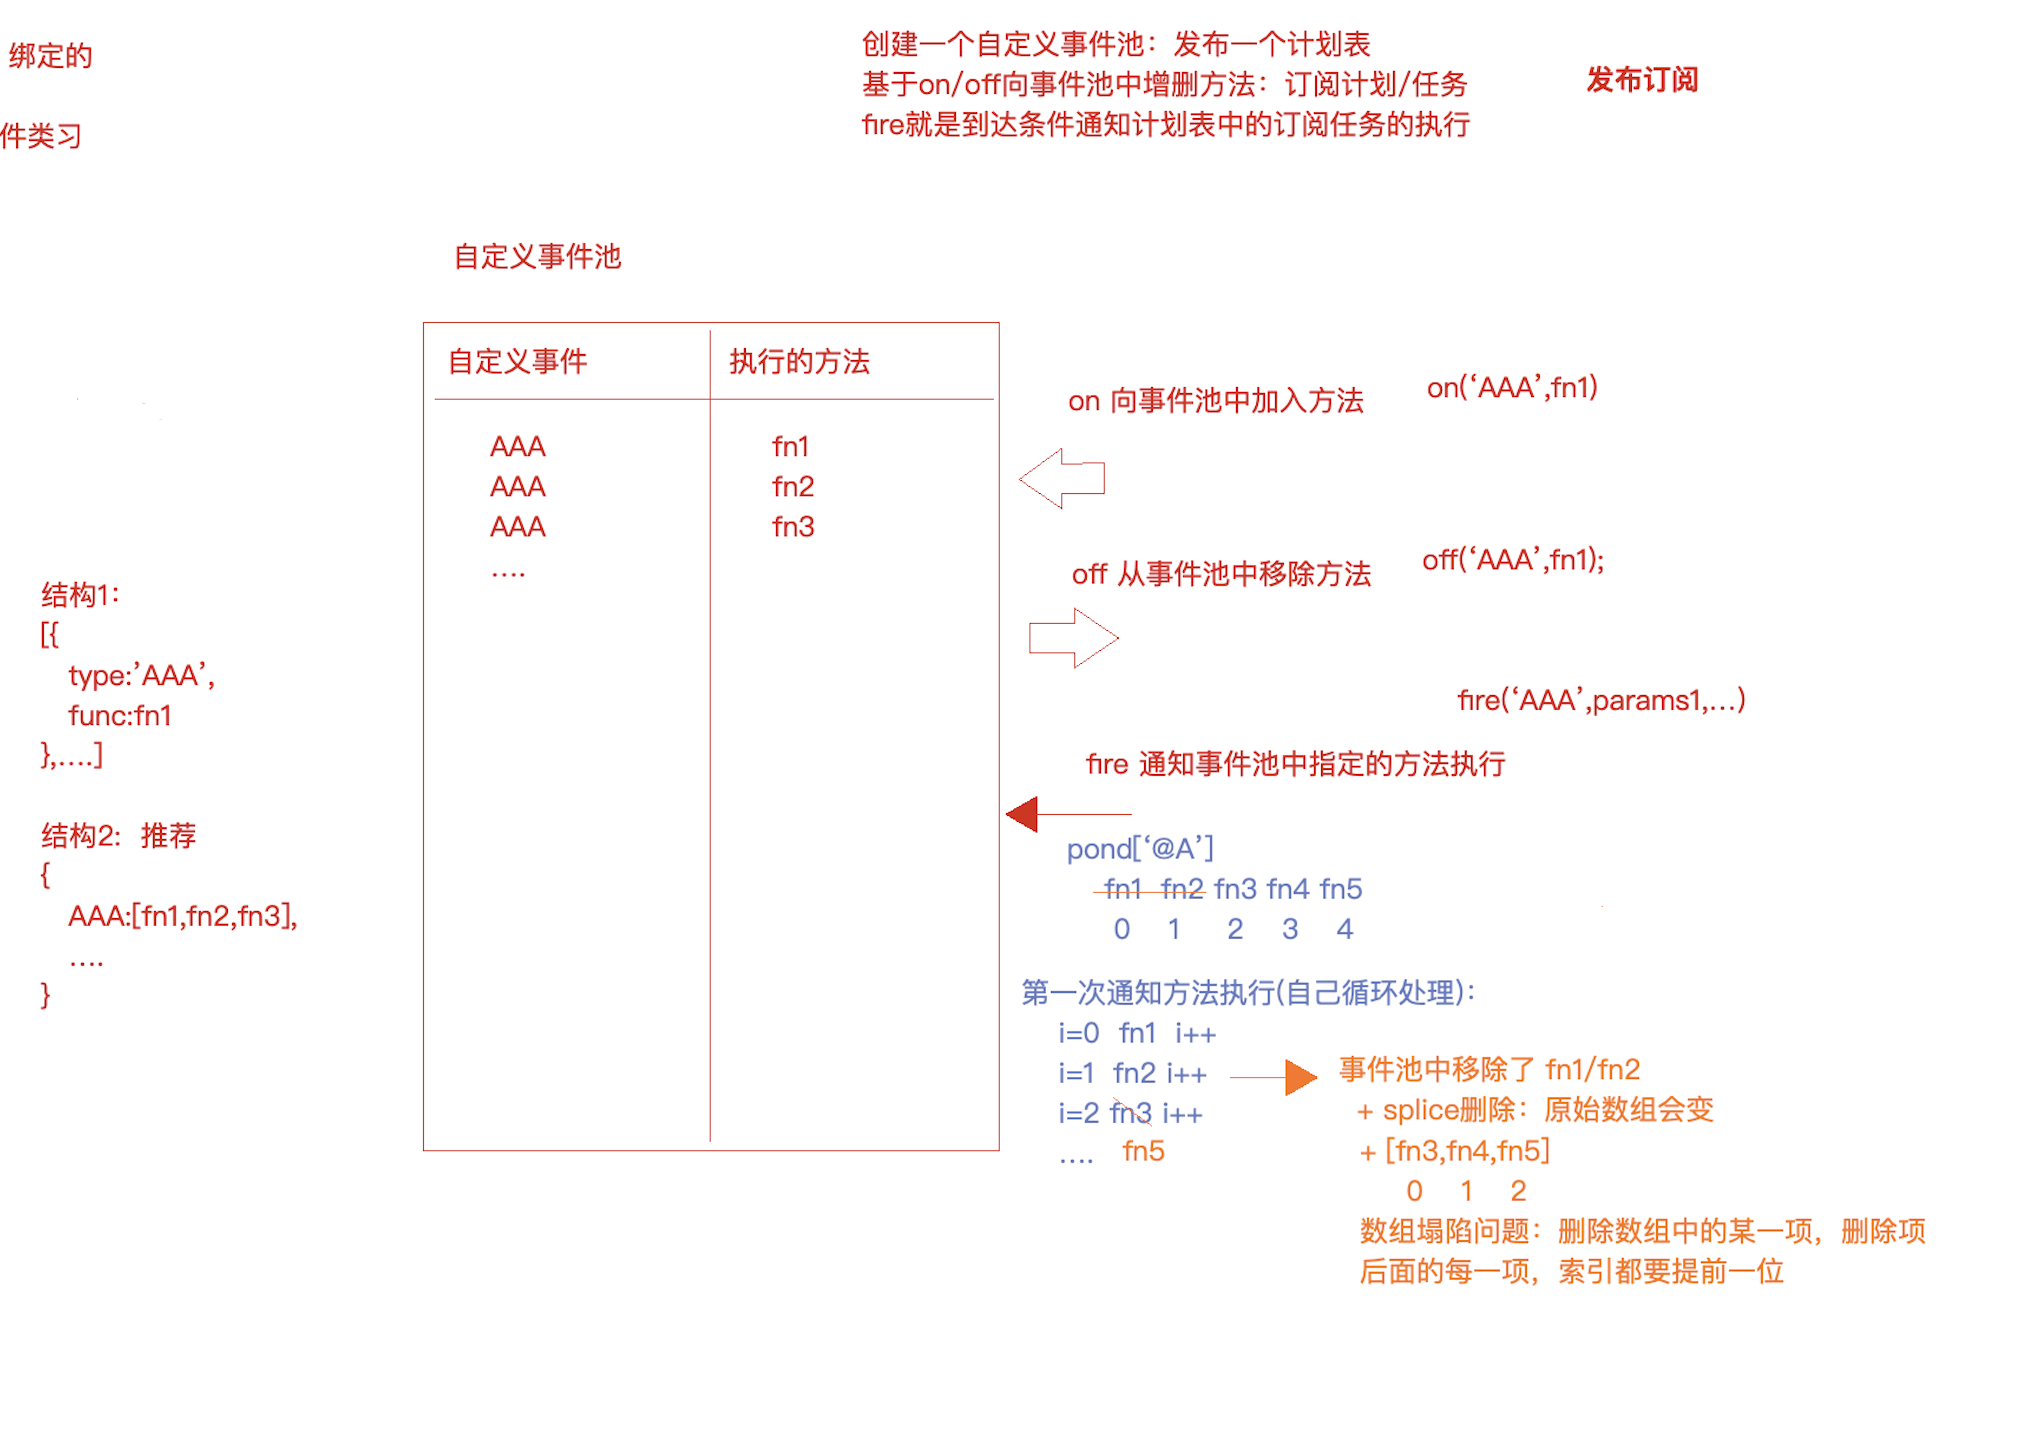 绑定的
件类习
创建一个自定义事件池：发布一个计划表
基于on/off向事件池中增删方法：订阅计划/任务
fire就是到达条件通知计划表中的订阅任务的执行
发布订阅
自定义事件池
自定义事件 执行的方法
AAA fn1
AAA fn2
AAA fn3
….
结构1：
[{
type:’AAA’,
func:fn1
},….]
结构2：推荐
{
AAA:[fn1,fn2,fn3],
….
}
on 向事件池中加入方法
on(‘AAA’,fn1)
off 从事件池中移除方法
off(‘AAA’,fn1);
fire(‘AAA’,params1,…)
fire 通知事件池中指定的方法执行
pond[‘@A’]
fn1 fn2 fn3 fn4 fn5
0 1 2 3 4
第一次通知方法执行(自己循环处理)：
i=0 fn1 i++
i=1 fn2 i++
i=2 fn3 i++
…. fn5
事件池中移除了 fn1/fn2
+ splice删除：原始数组会变
+ [fn3,fn4,fn5]
0 1 2
数组塌陷问题：删除数组中的某一项，删除项
后面的每一项，索引都要提前一位